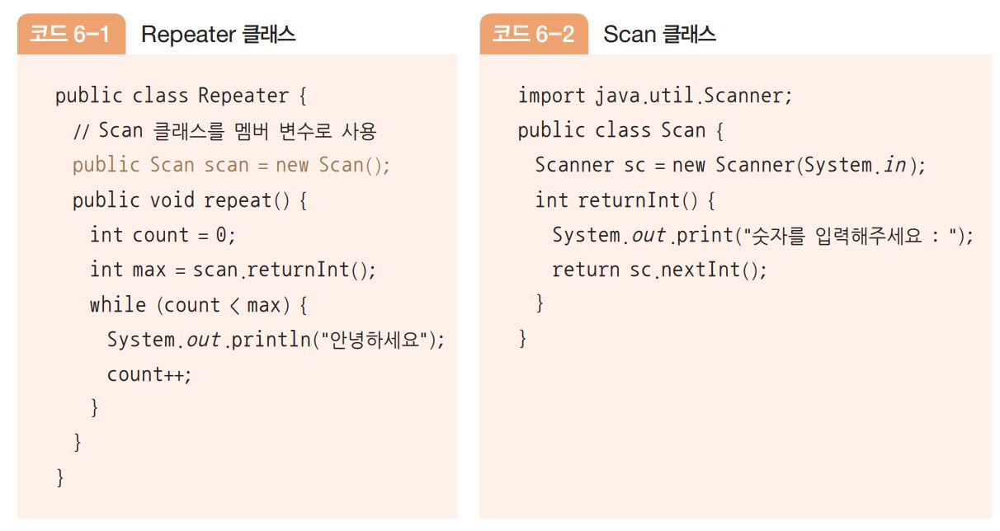 코드 6-1 Repeater 클래스
public class Repeater {
// Scan 클래스를 멤버 변수로 사용
public Scan scan = new Scan();
public void repeat() {
int count = 0;
int max = scan.returnInt();
while (count < max) {
System.out.println("안녕하세요");
count++;
}
}
}
코드 6-2 Scan 클래스
import java.util.Scanner;
public class Scan {
Scanner sc = new Scanner(System.in);
int returnInt() {
System.out.print("숫자를 입력해주세요 : ");
return sc.nextInt();
}
}